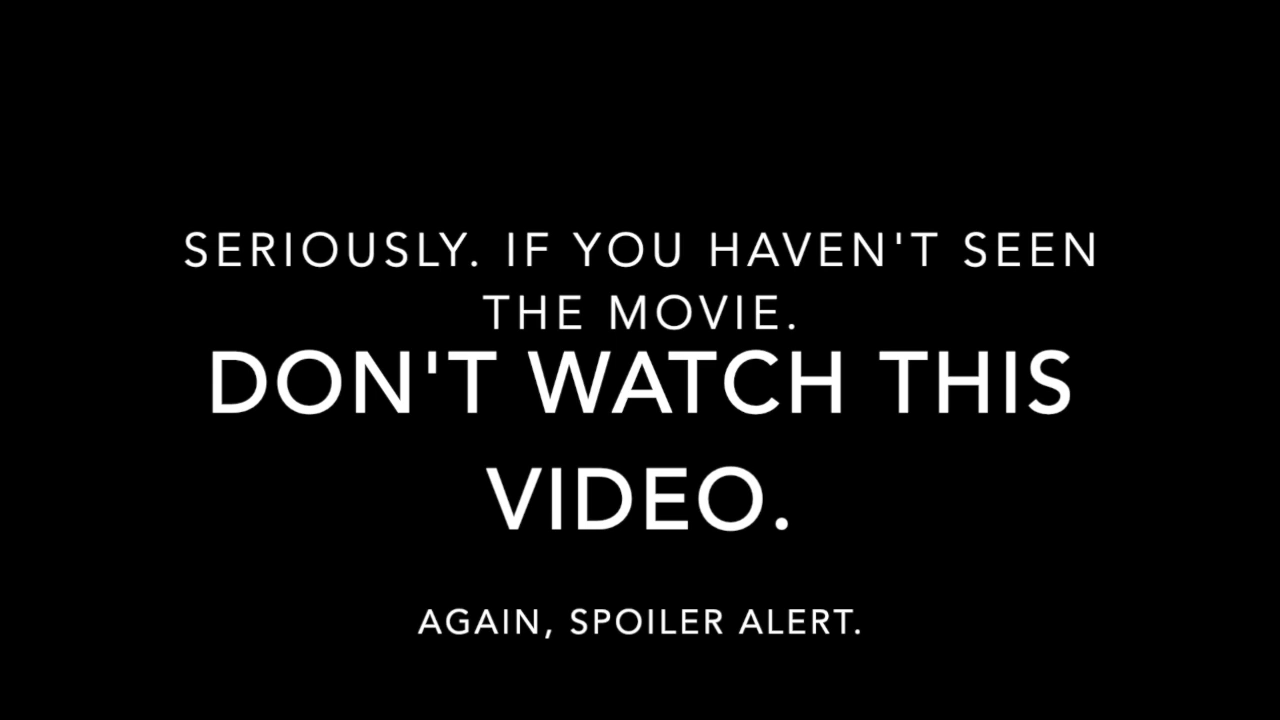 SERIOUSLY. IF YOU HAVEN'T SEEN
THE MOVIE.
DON'T WATCH THIS
VIDEO.
AGAIN, SPOILER ALERT.